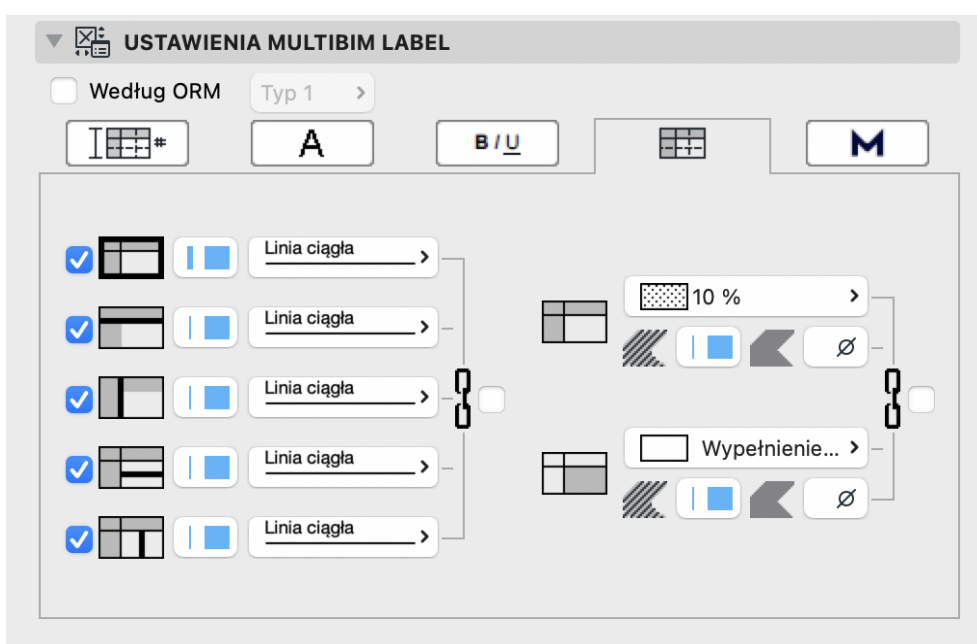 USTAWIENIA MULTIBIM LABEL
Według ORM
Typ 1
#
A
B / U
M
Linia ciągła
10 %
Linia ciągła
Ø
Linia ciągła
Linia ciągła
Wypełnienie...
Ø
Linia ciągła